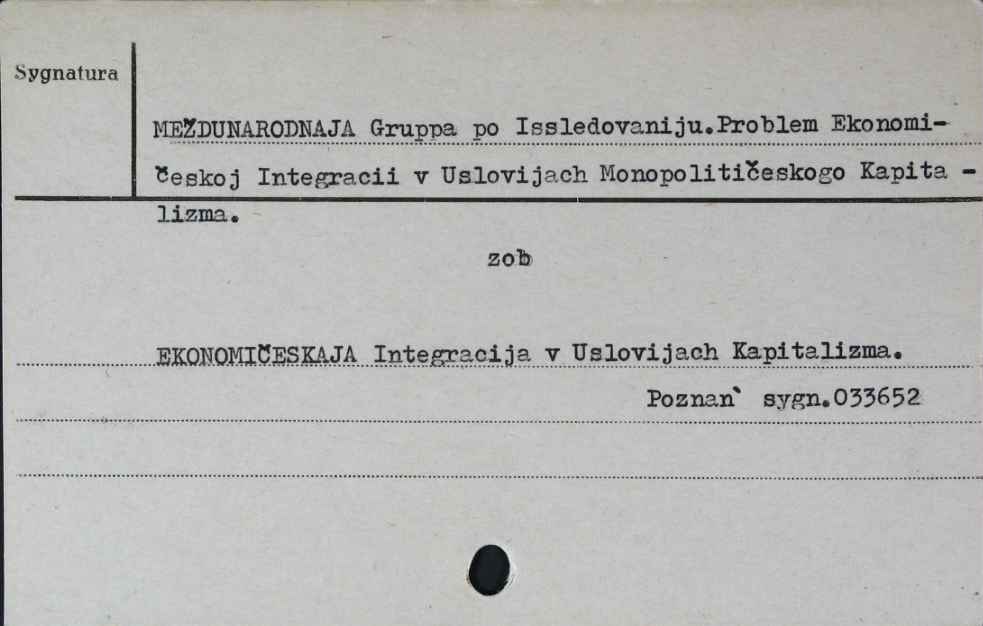 Sygnatura
MEŽDUNARODNAJA Gruppa po Issledovaniju.Problem Ekonomi-
českoj Integracii v Uslovijach Monopolitičeskogo Kapita -
lizma.
zob
EKONOMIČESKAJA Integracija v Uslovijach Kapitalizma.
Poznan` sygn.033652